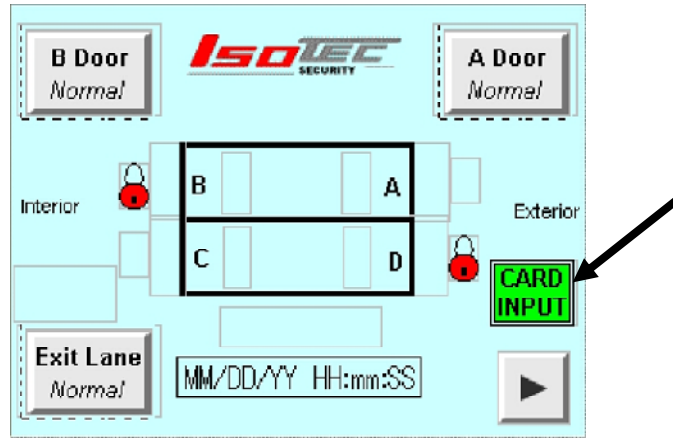 B Door
Normal
IsoTec
SECURITY
A Door
Normal
B
A
Interior
Exterior
C
D
CARD
INPUT
Exit Lane
Normal
MM/DD/YY HH:mm:SS